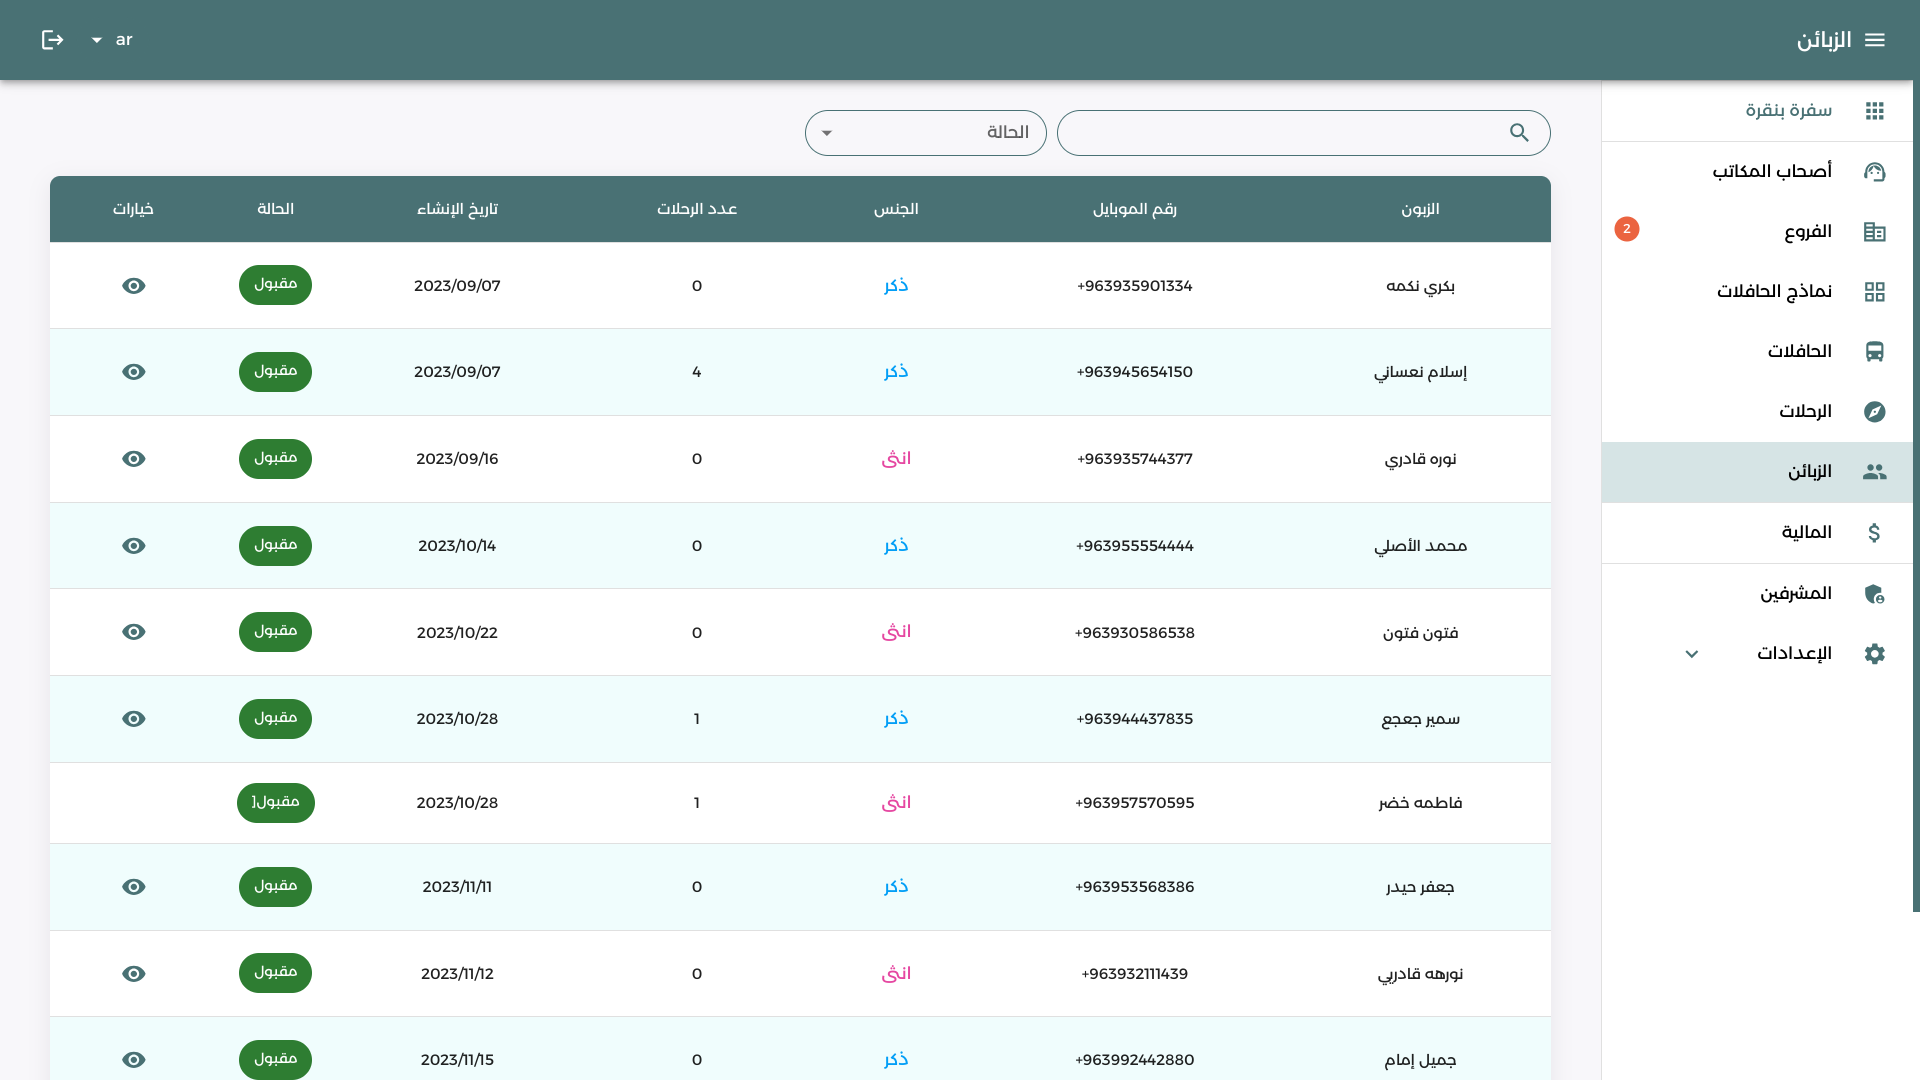 الزبائن
ar
سفرة بنقرة
أصحاب المكاتب
الفروع
2
نماذج الحافلات
الحافلات
الرحلات
الزبائن
المالية
المشرفين
الإعدادات
الحالة
الزبون رقم الموبايل الجنس عدد الرحلات تاريخ الإنشاء الحالة خيارات
بكري نكمه +963935901334 ذكر 0 2023/09/07 مقبول
إسلام نعساني +963945654150 ذكر 4 2023/09/07 مقبول
نوره قادري +963935744377 انثى 0 2023/09/16 مقبول
محمد الأصلي +963955554444 ذكر 0 2023/10/14 مقبول
فتون فتون +963930586538 انثى 0 2023/10/22 مقبول
سمير جعجع +963944437835 ذكر 1 2023/10/28 مقبول
فاطمه خضر +963957570595 انثى 1 2023/10/28 مقبول[
جعفر حيدر +963953568386 ذكر 0 2023/11/11 مقبول
نورهه قادريي +963932111439 انثى 0 2023/11/12 مقبول
جميل إمام +963992442880 ذكر 0 2023/11/15 مقبول